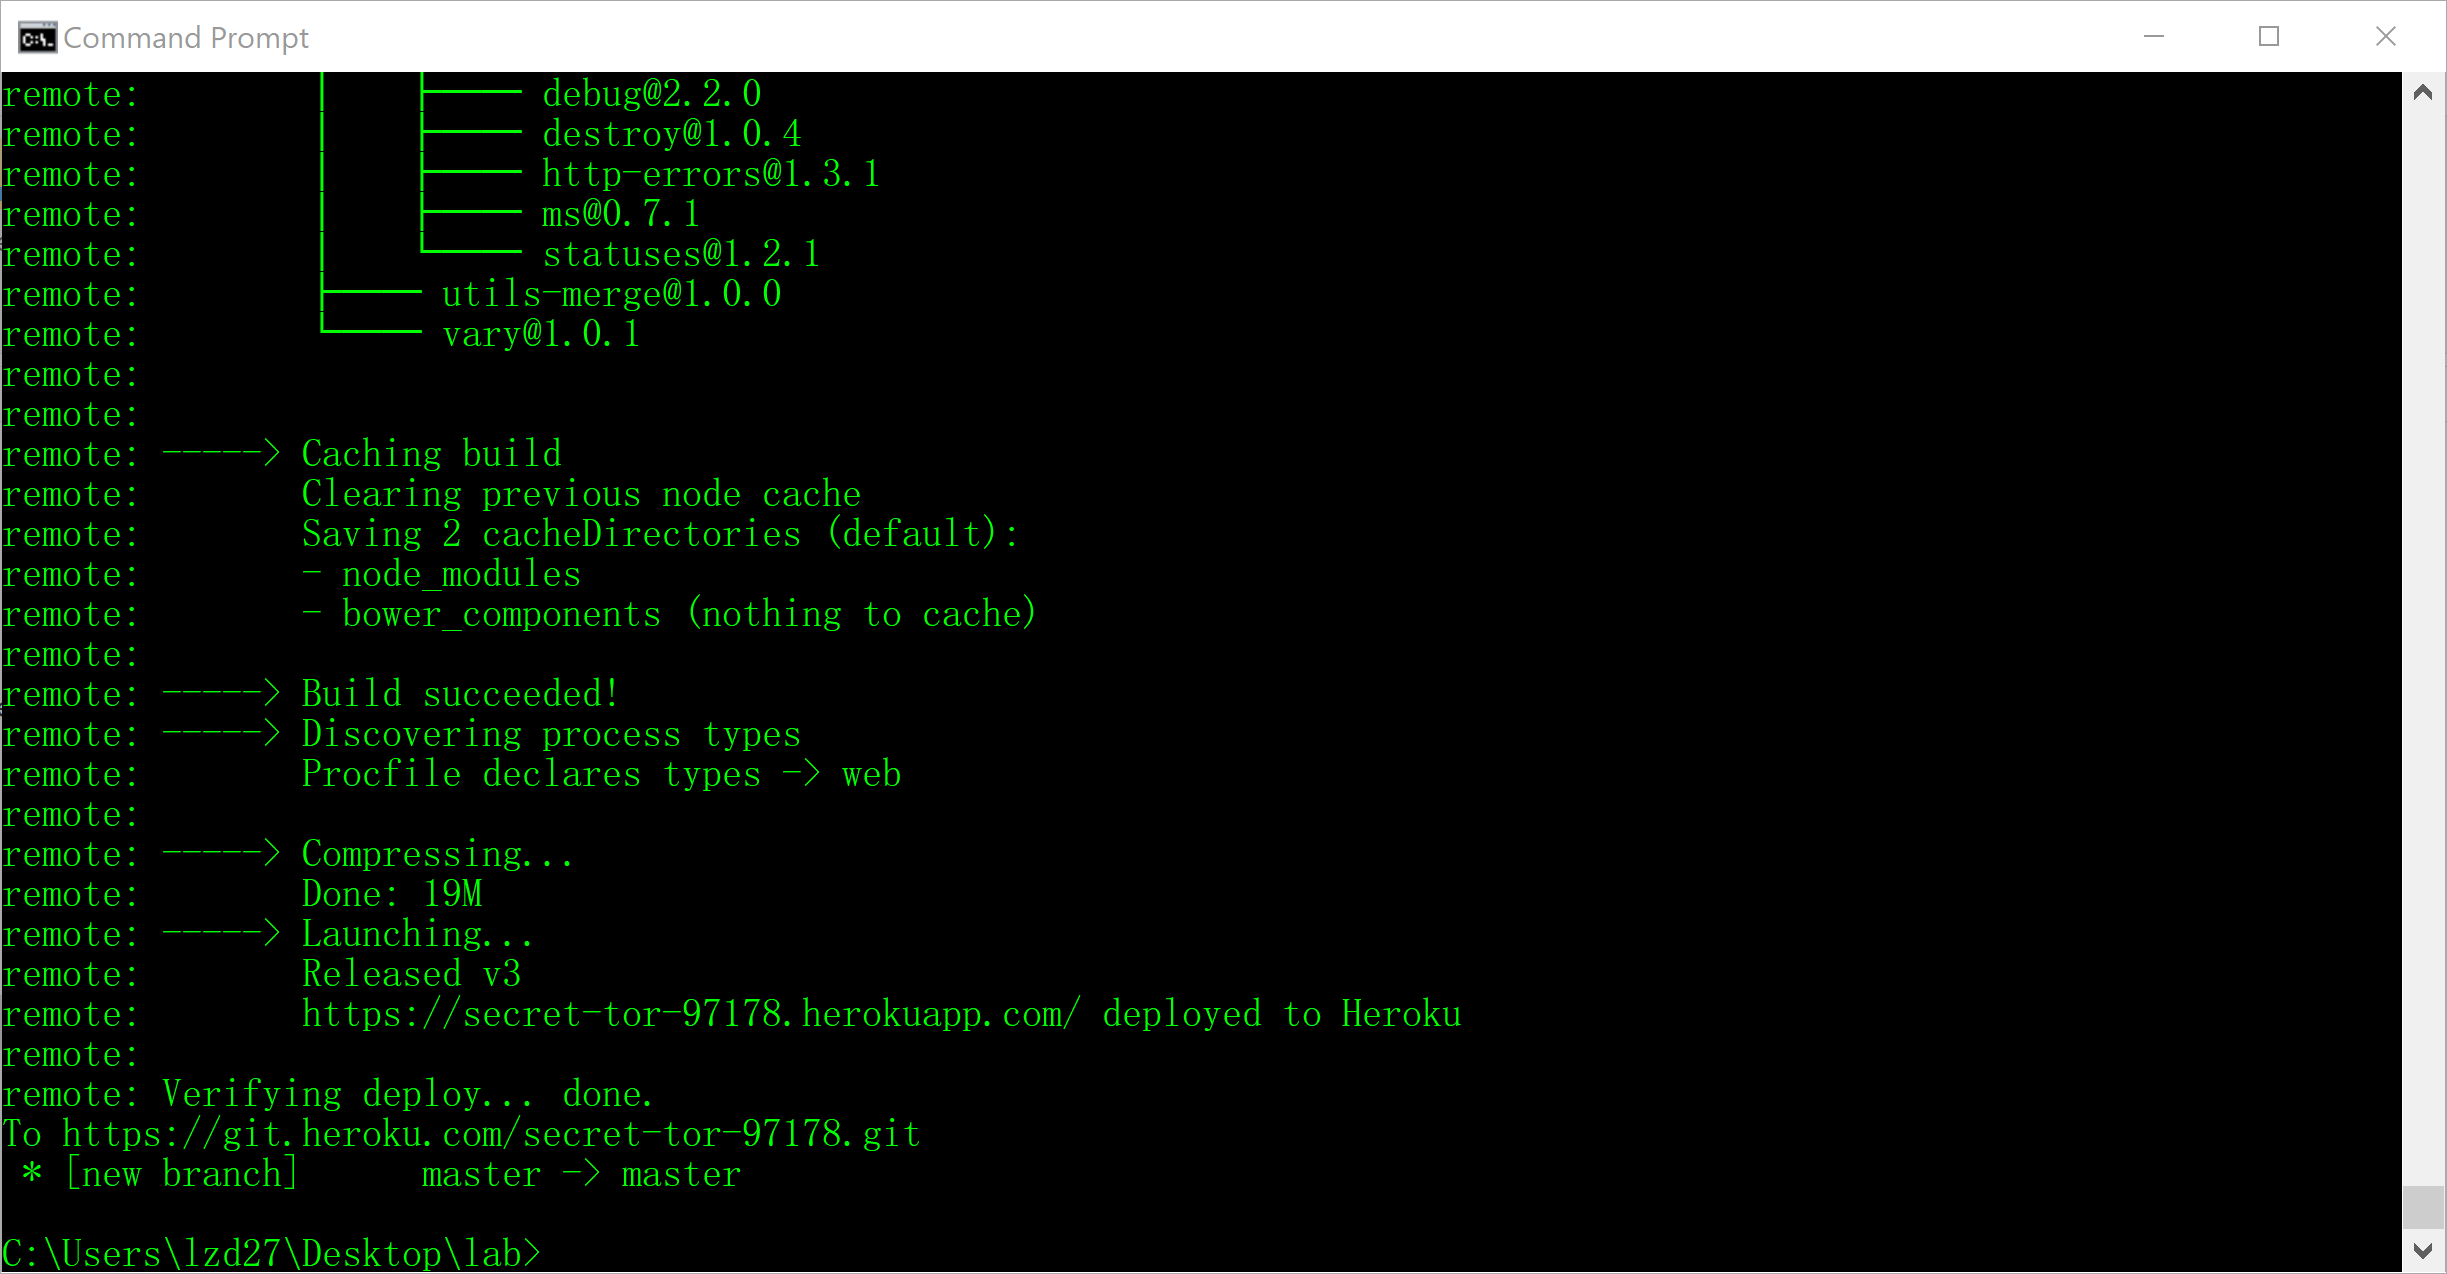 Command Prompt
remote: │ ├──── debug@2.2.0
remote: │ ├──── destroy@1.0.4
remote: │ ├──── http-errors@1.3.1
remote: │ ├──── ms@0.7.1
remote: │ └──── statuses@1.2.1
remote: ├──── utils-merge@1.0.0
remote: └──── vary@1.0.1
remote:
remote:
remote: -----> Caching build
remote: Clearing previous node cache
remote: Saving 2 cacheDirectories (default):
remote: - node_modules
remote: - bower_components (nothing to cache)
remote:
remote: -----> Build succeeded!
remote: -----> Discovering process types
remote: Procfile declares types -> web
remote:
remote: -----> Compressing...
remote: Done: 19M
remote: -----> Launching...
remote: Released v3
remote: https://secret-tor-97178.herokuapp.com/ deployed to Heroku
remote:
remote: Verifying deploy... done.
To https://git.heroku.com/secret-tor-97178.git
* [new branch] master -> master
C:\Users\lzd27\Desktop\lab>